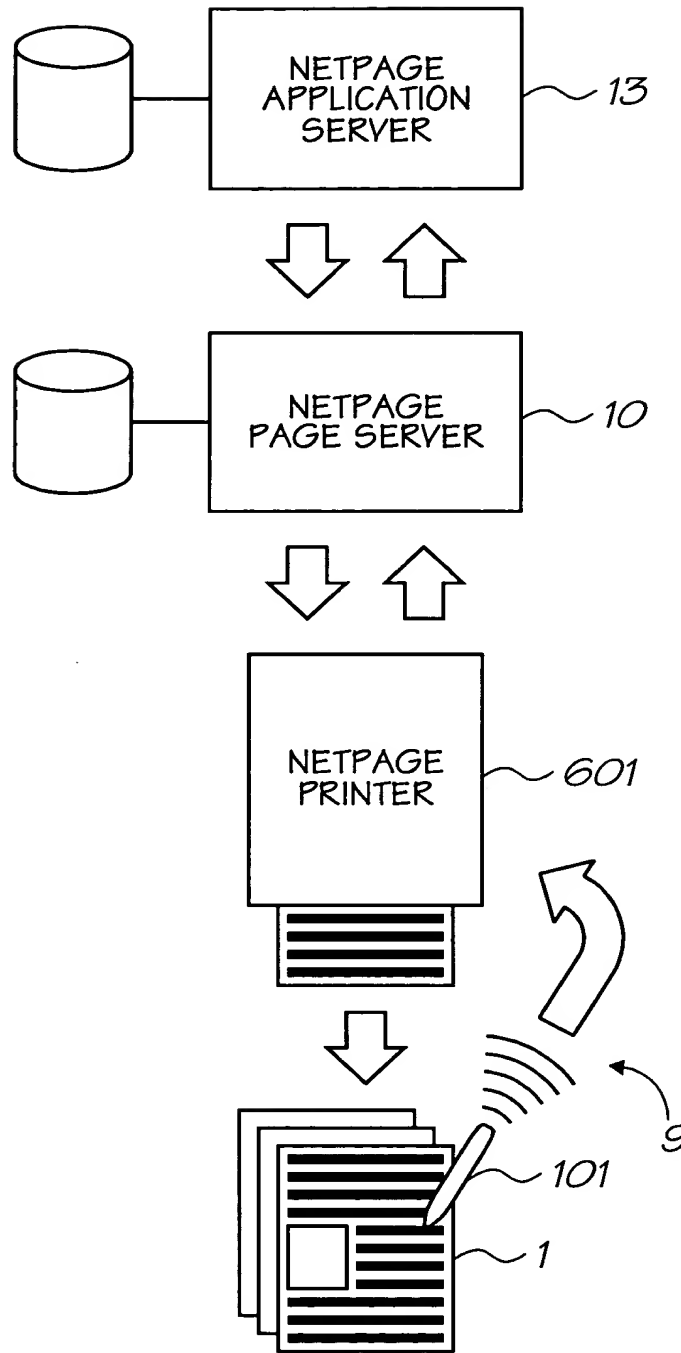 NETPAGE
APPLICATION
SERVER
13
NETPAGE
PAGE SERVER
10
NETPAGE
PRINTER
601
9
101
1